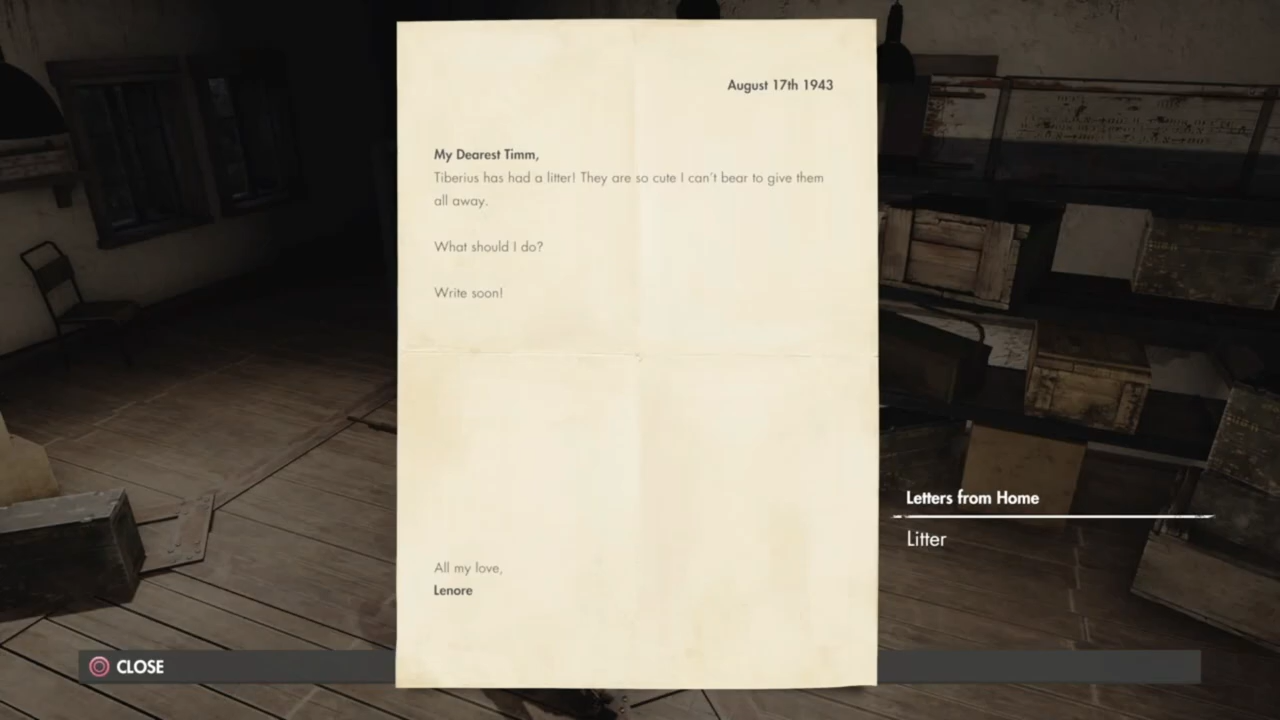 August 17th 1943
My Dearest Timm,
Tiberius has had a litter! They are so cute I can't bear to give them
all away.
What should I do?
Write soon!
All my love,
Lenore
Letters from Home
Litter
CLOSE